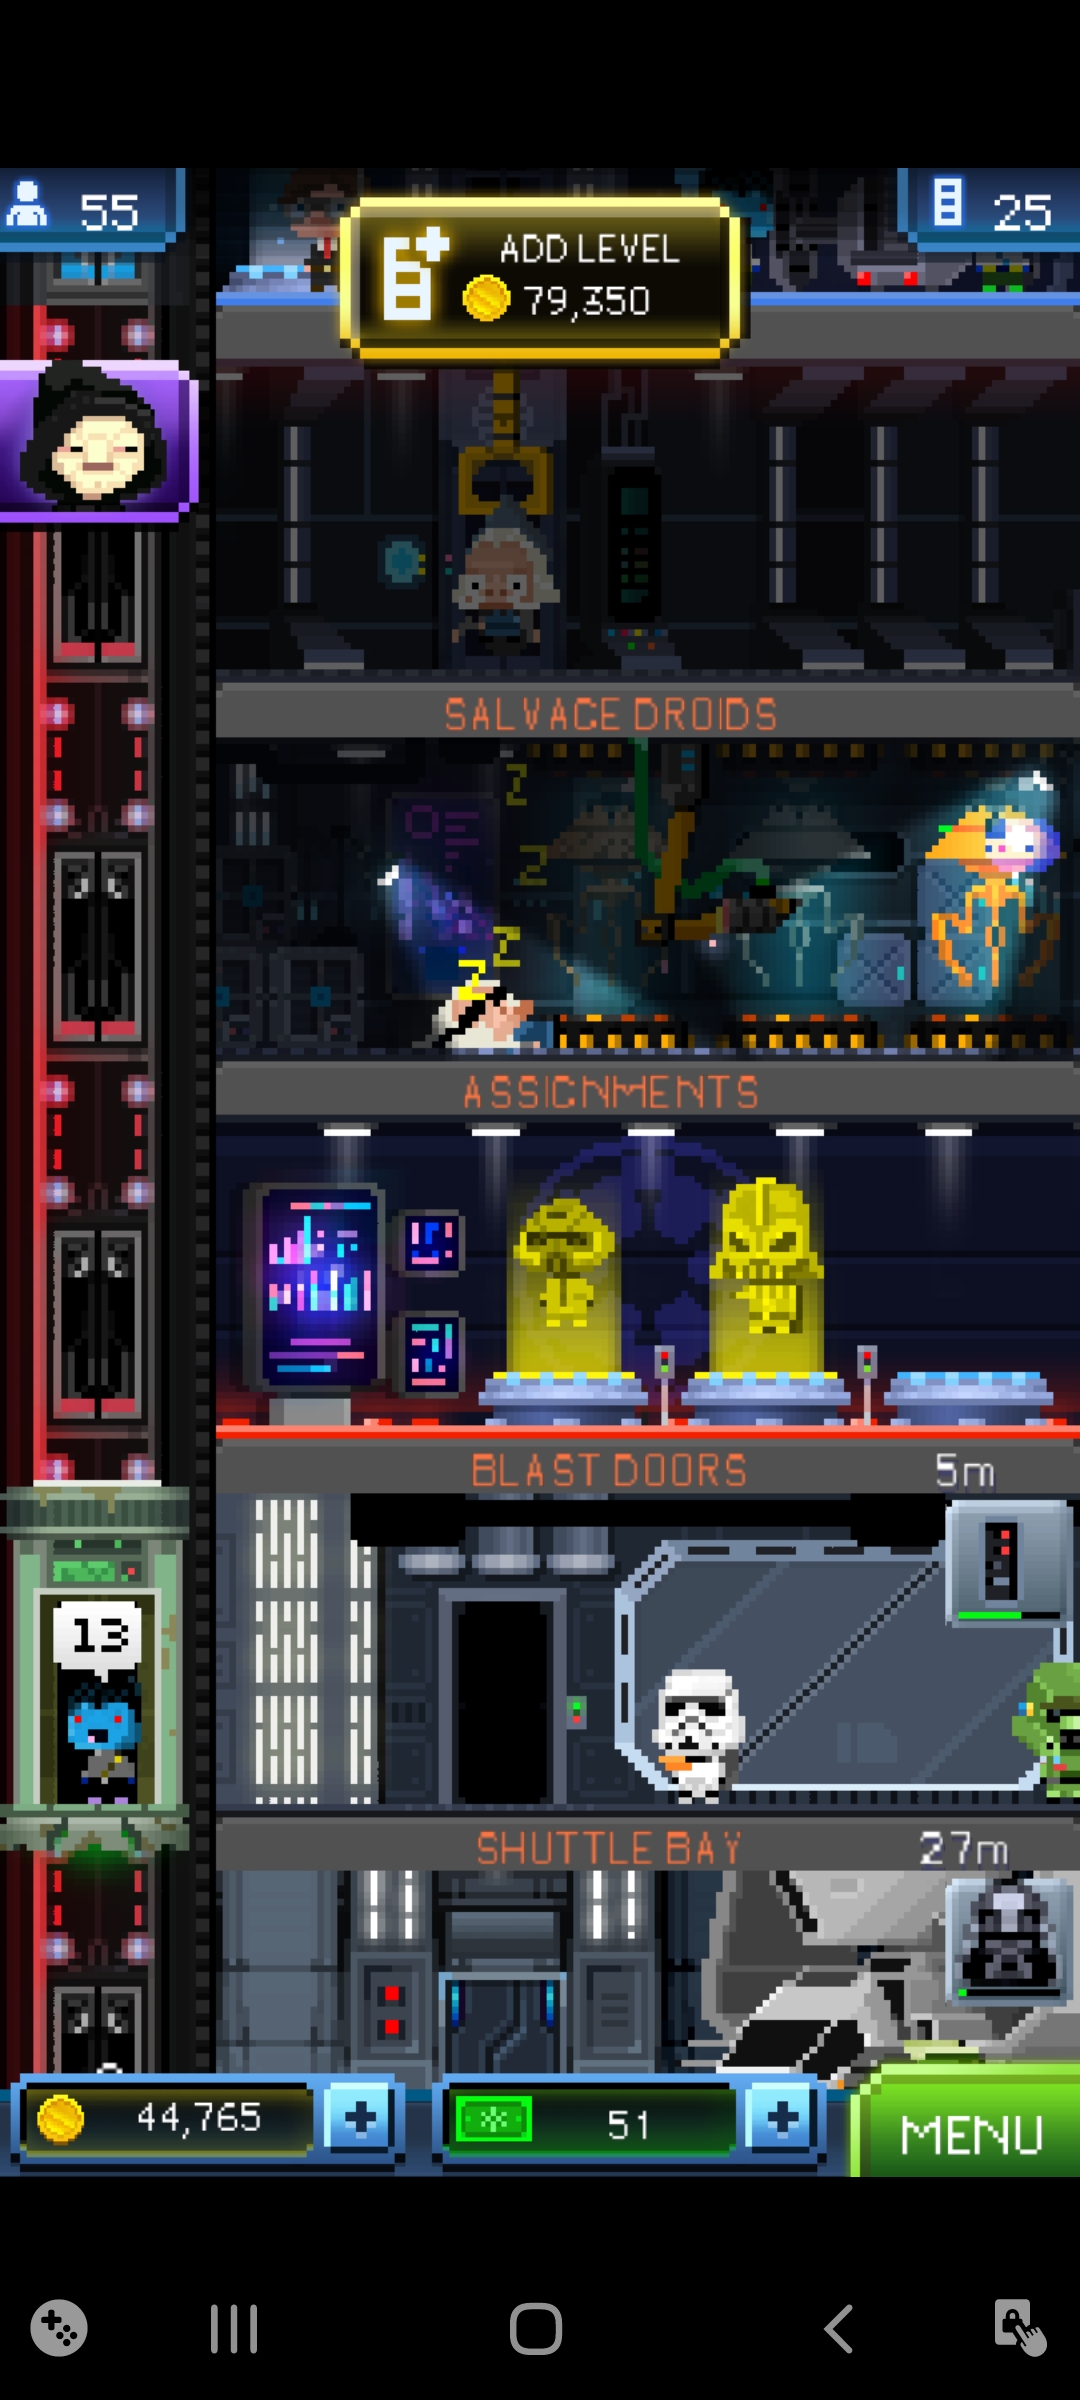 55
25
ADD LEVEL
79,350
SALVAGE DROIDS
Z
Z
Z
Z
ASSIGNMENTS
BLAST DOORS 5m
13
SHUTTLE BAY 27m
44,765
51
MENU